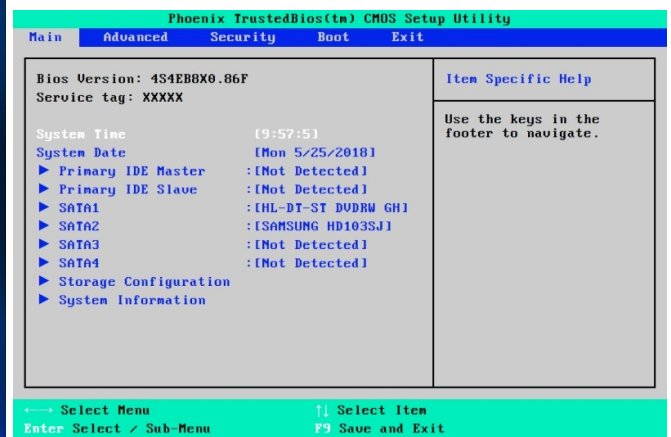 Phoenix TrustedBios(tm) CMOS Setup Utility
Main Advanced Security Boot Exit
Bios Version: 4S4EB8X0.86F
Service tag: XXXXX
System Time [9:57:5]
System Date [Mon 5/25/2018]
▶ Primary IDE Master :[Not Detected]
▶ Primary IDE Slave :[Not Detected]
▶ SATA1 :[HL-DT-ST DVDRW GH]
▶ SATA2 :[SAMSUNG HD103SJ]
▶ SATA3 :[Not Detected]
▶ SATA4 :[Not Detected]
▶ Storage Configuration
▶ System Information
Item Specific Help
Use the keys in the
footer to navigate.
←→ Select Menu ↑↓ Select Item
Enter Select / Sub-Menu F9 Save and Exit